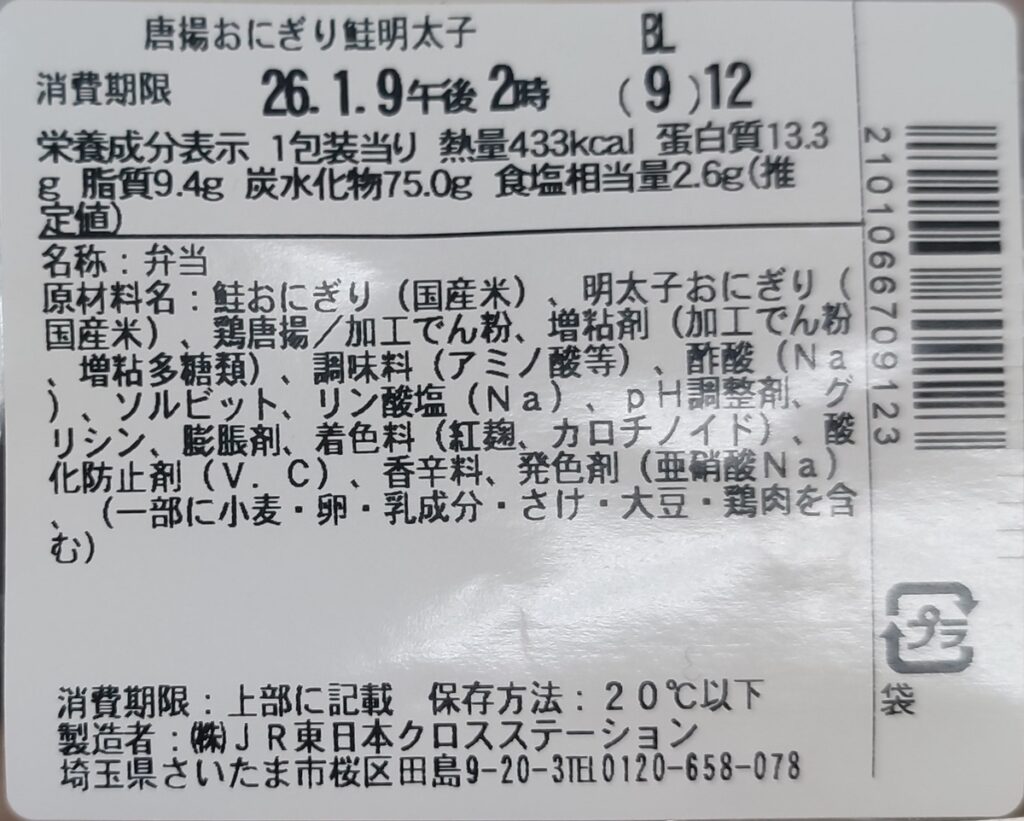 唐揚おにぎり鮭明太子 BL
消費期限 26.1.9午後2時 (9)12
栄養成分表示 1包装当り 熱量433kcal 蛋白質13.3
g 脂質9.4g 炭水化物75.0g 食塩相当量2.6g(推
定値)
名称：弁当
原材料名：鮭おにぎり（国産米）、明太子おにぎり（
国産米）、鶏唐揚／加工でん粉、増粘剤（加工でん粉
、増粘多糖類）、調味料（アミノ酸等）、酢酸（Ｎａ
）、ソルビット、リン酸塩（Ｎａ）、ｐＨ調整剤、グ
リシン、膨脹剤、着色料（紅麹、カロチノイド）、酸
化防止剤（Ｖ．Ｃ）、香辛料、発色剤（亜硝酸Ｎａ）
、（一部に小麦・卵・乳成分・さけ・大豆・鶏肉を含
む）
消費期限：上部に記載 保存方法：２０℃以下
製造者：㈱ＪＲ東日本クロスステーション
埼玉県さいたま市桜区田島9-20-3℡0120-658-078
2101066709123
プラ
袋